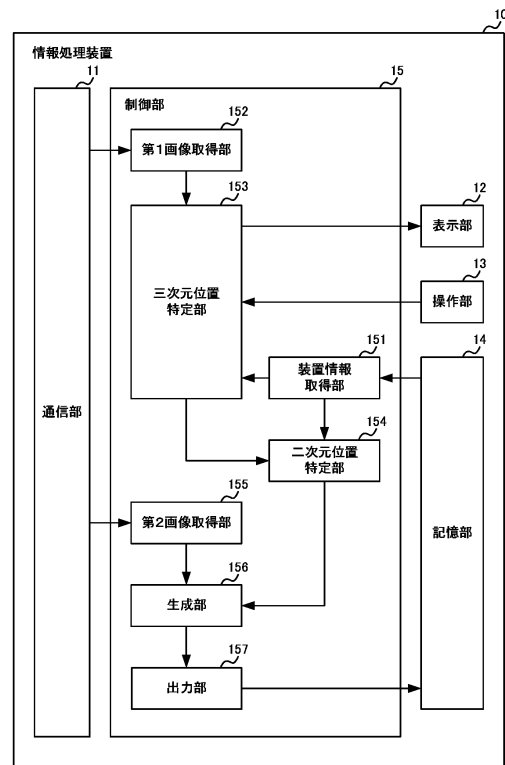 10
情報処理装置
11
15
制御部
152
第1画像取得部
153
12
表示部
三次元位置
特定部
13
操作部
151
装置情報
取得部
14
通信部
154
二次元位置
特定部
155
第2画像取得部
記憶部
156
生成部
157
出力部